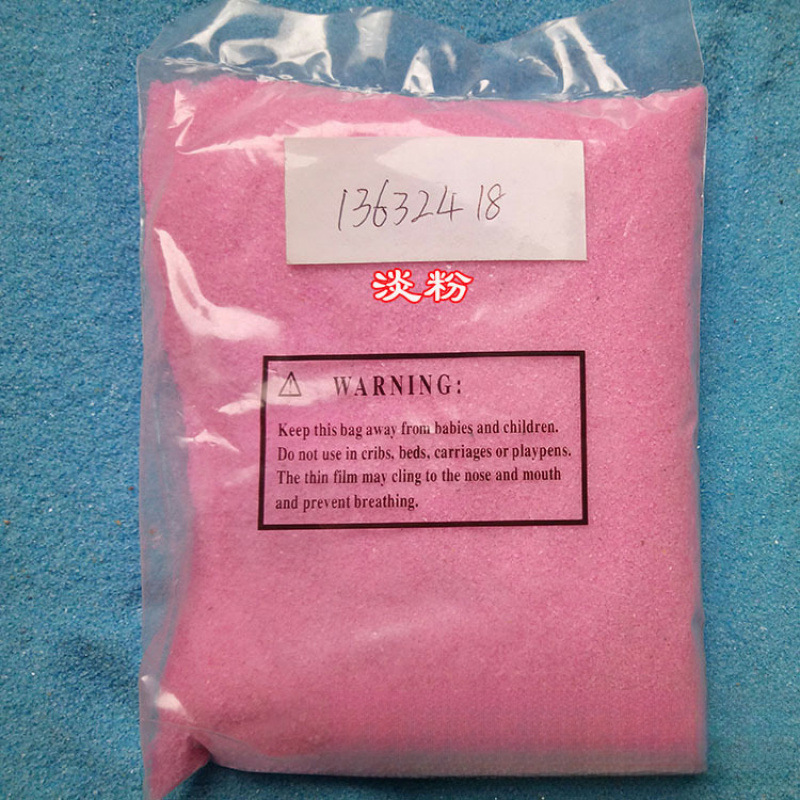 13632418
淡粉
⚠ WARNING:
Keep this bag away from babies and children.
Do not use in cribs, beds, carriages or playpens.
The thin film may cling to the nose and mouth
and prevent breathing.